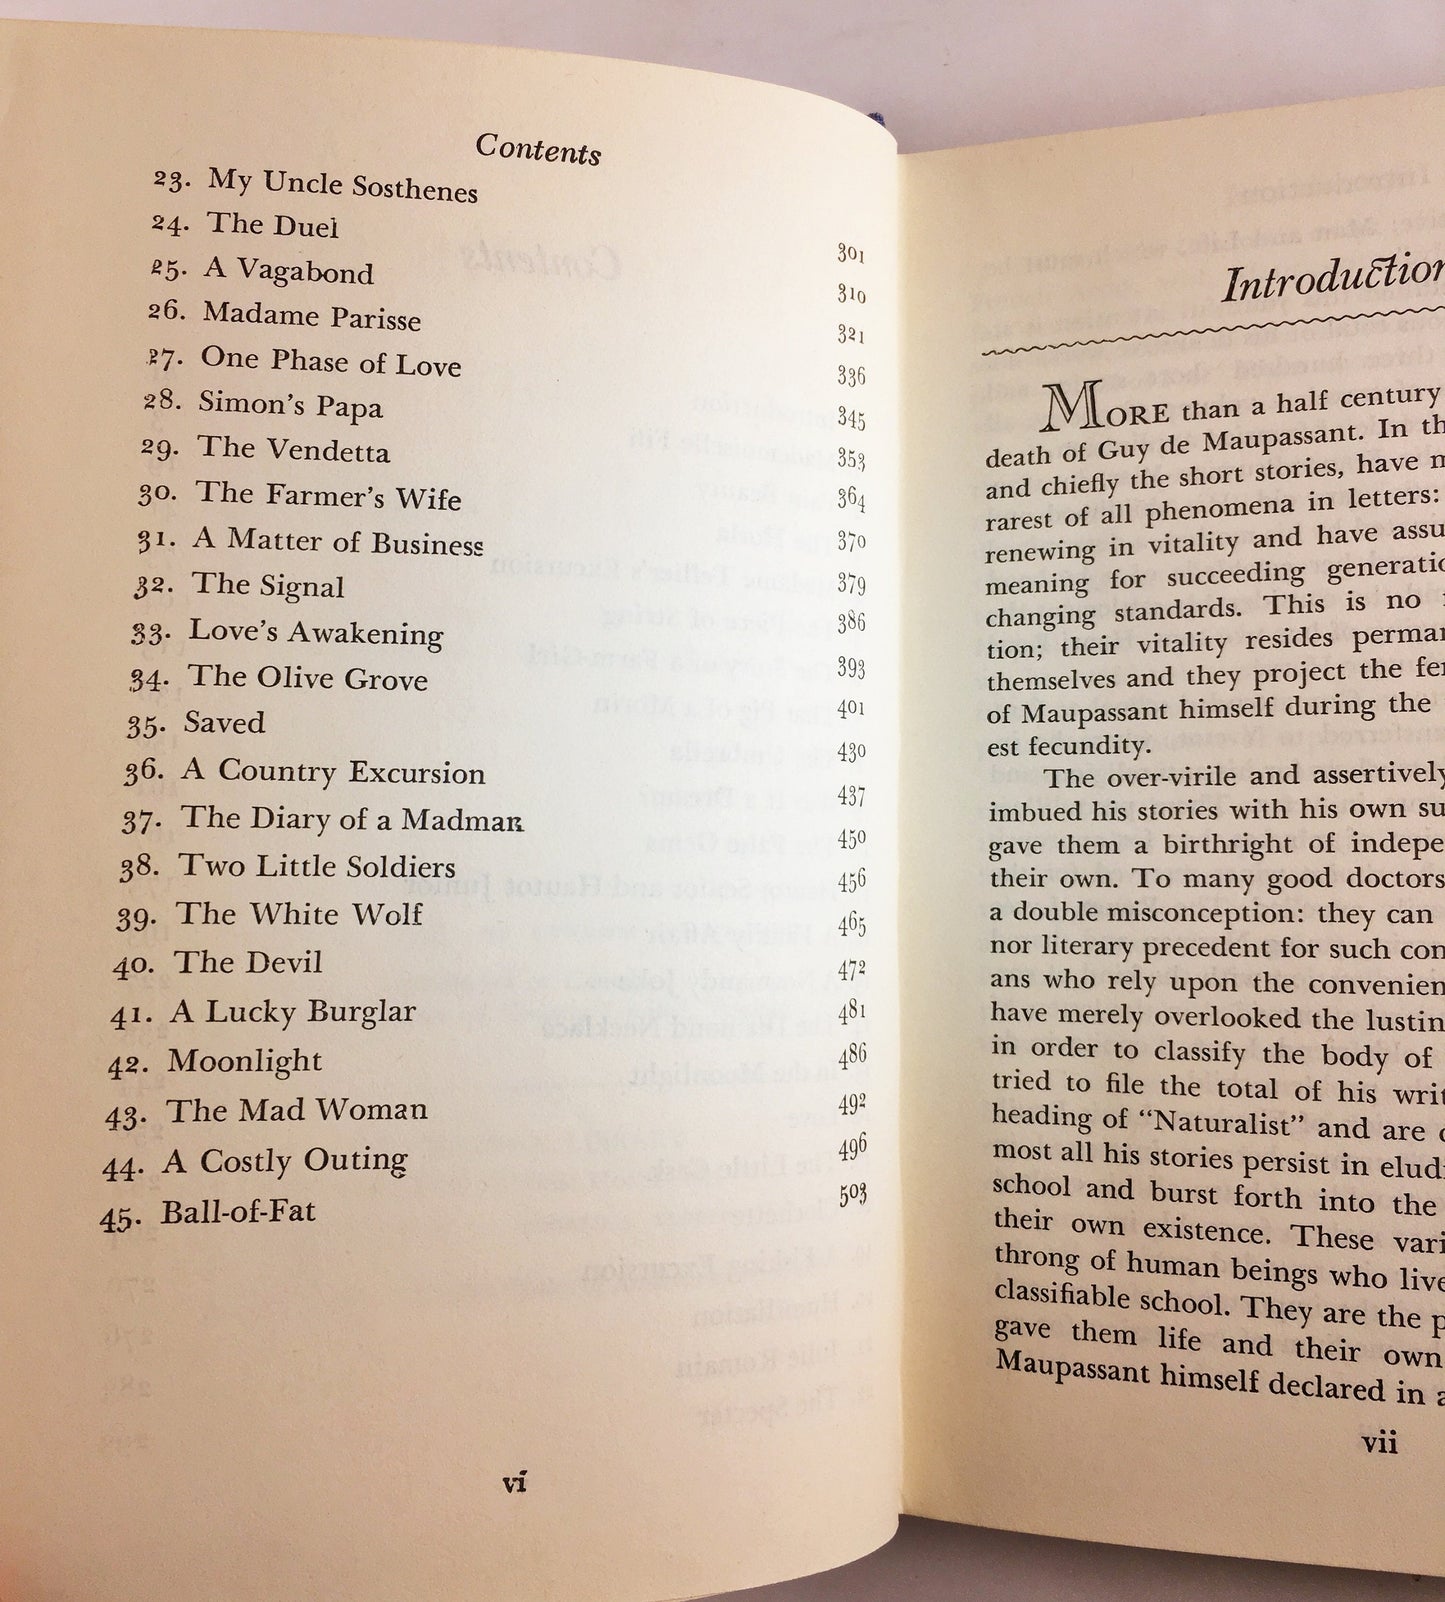 Contents
23. My Uncle Sosthenes 301
24. The Duel 310
25. A Vagabond 321
26. Madame Parisse 336
27. One Phase of Love 345
28. Simon's Papa 353
29. The Vendetta 364
30. The Farmer's Wife 370
31. A Matter of Business 379
32. The Signal 386
33. Love's Awakening 393
34. The Olive Grove 401
35. Saved 430
36. A Country Excursion 437
37. The Diary of a Madman 450
38. Two Little Soldiers 456
39. The White Wolf 465
40. The Devil 472
41. A Lucky Burglar 481
42. Moonlight 486
43. The Mad Woman 492
44. A Costly Outing 496
45. Ball-of-Fat 503
vi
Introduction
MORE than a half century
death of Guy de Maupassant. In th
and chiefly the short stories, have
rarest of all phenomena in letters:
renewing in vitality and have assu
meaning for succeeding generatio
changing standards. This is no
tion; their vitality resides perma
themselves and they project the fe
of Maupassant himself during the
est fecundity.
The over-virile and assertively
imbued his stories with his own su
gave them a birthright of indepe
their own. To many good doctors
a double misconception: they can
nor literary precedent for such con
ans who rely upon the convenien
have merely overlooked the lustin
in order to classify the body of
tried to file the total of his writ
heading of “Naturalist” and are
most all his stories persist in elud
school and burst forth into the
their own existence. These vari
throng of human beings who live
classifiable school. They are the p
gave them life and their own
Maupassant himself declared in a
vii